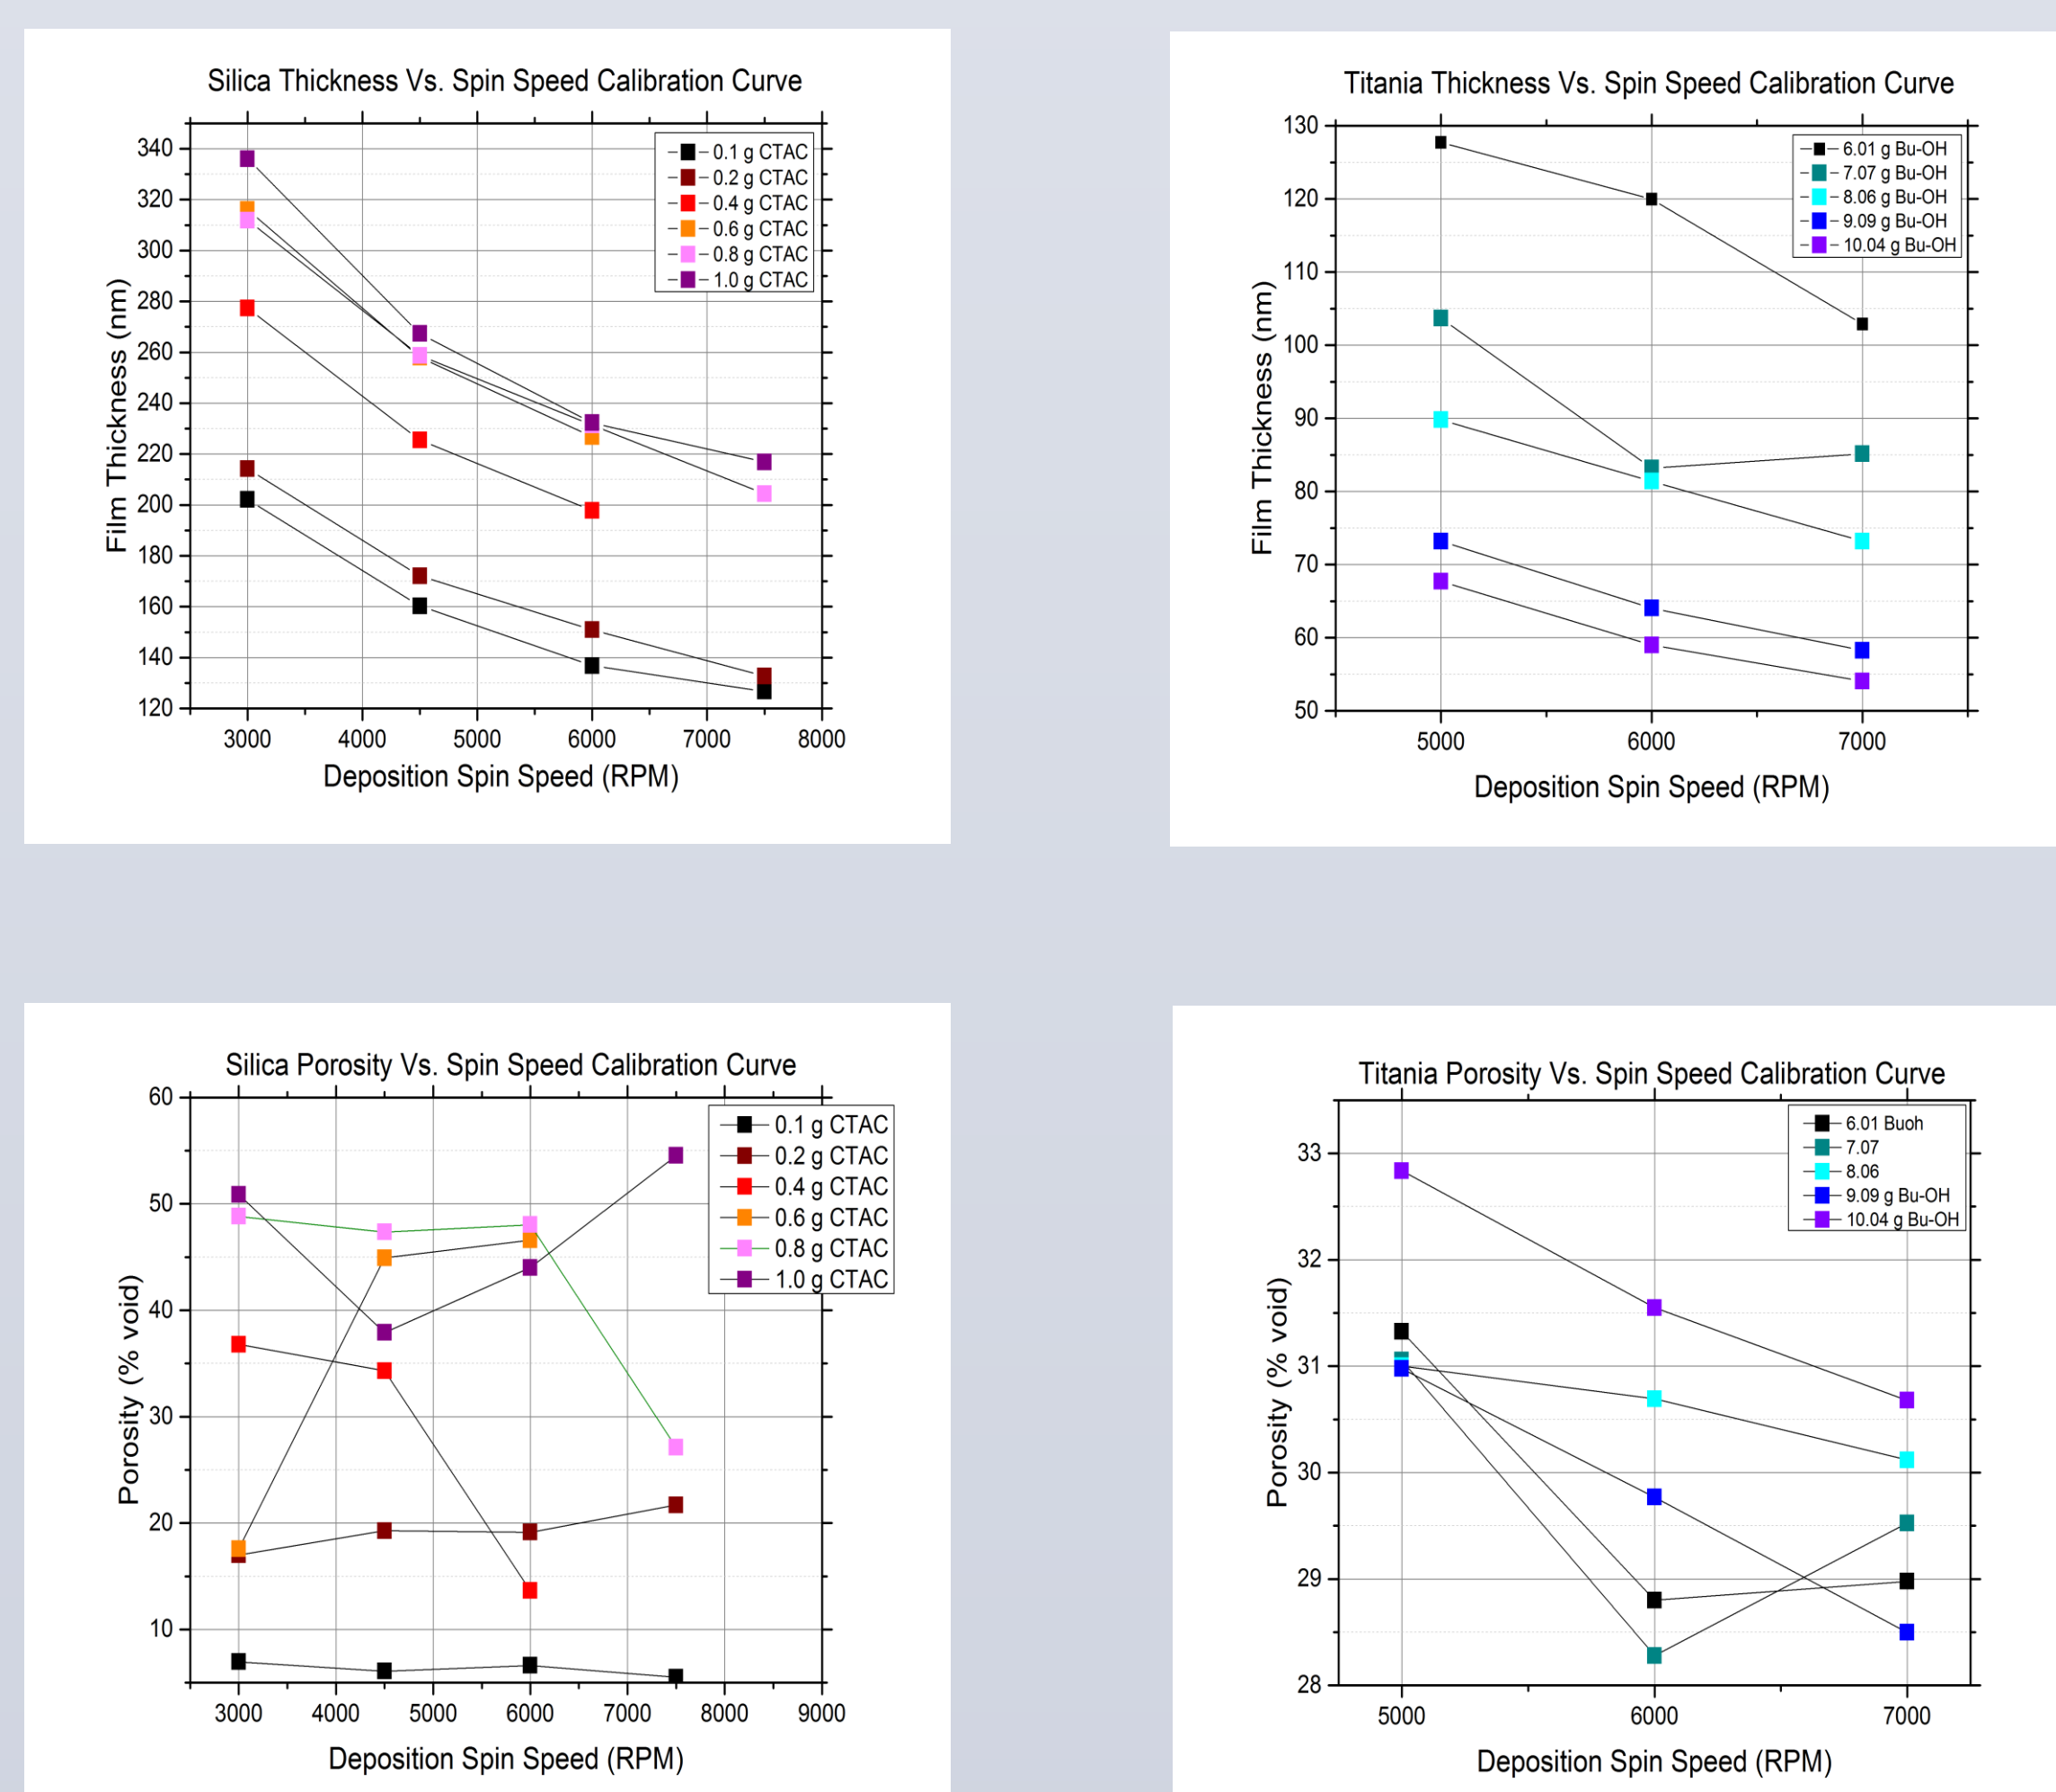 Silica Thickness Vs. Spin Speed Calibration Curve
Film Thickness (nm)
340
320
300
280
260
240
220
200
180
160
140
120
0.1 g CTAC
0.2 g CTAC
0.4 g CTAC
0.6 g CTAC
0.8 g CTAC
1.0 g CTAC
3000 4000 5000 6000 7000 8000
Deposition Spin Speed (RPM)
Titania Thickness Vs. Spin Speed Calibration Curve
Film Thickness (nm)
130
120
110
100
90
80
70
60
50
6.01 g Bu-OH
7.07 g Bu-OH
8.06 g Bu-OH
9.09 g Bu-OH
10.04 g Bu-OH
5000 6000 7000
Deposition Spin Speed (RPM)
Silica Porosity Vs. Spin Speed Calibration Curve
Porosity (% void)
60
50
40
30
20
10
0.1 g CTAC
0.2 g CTAC
0.4 g CTAC
0.6 g CTAC
0.8 g CTAC
1.0 g CTAC
3000 4000 5000 6000 7000 8000 9000
Deposition Spin Speed (RPM)
Titania Porosity Vs. Spin Speed Calibration Curve
Porosity (% void)
33
32
31
30
29
28
6.01 Buoh
7.07
8.06
9.09 g Bu-OH
10.04 g Bu-OH
5000 6000 7000
Deposition Spin Speed (RPM)